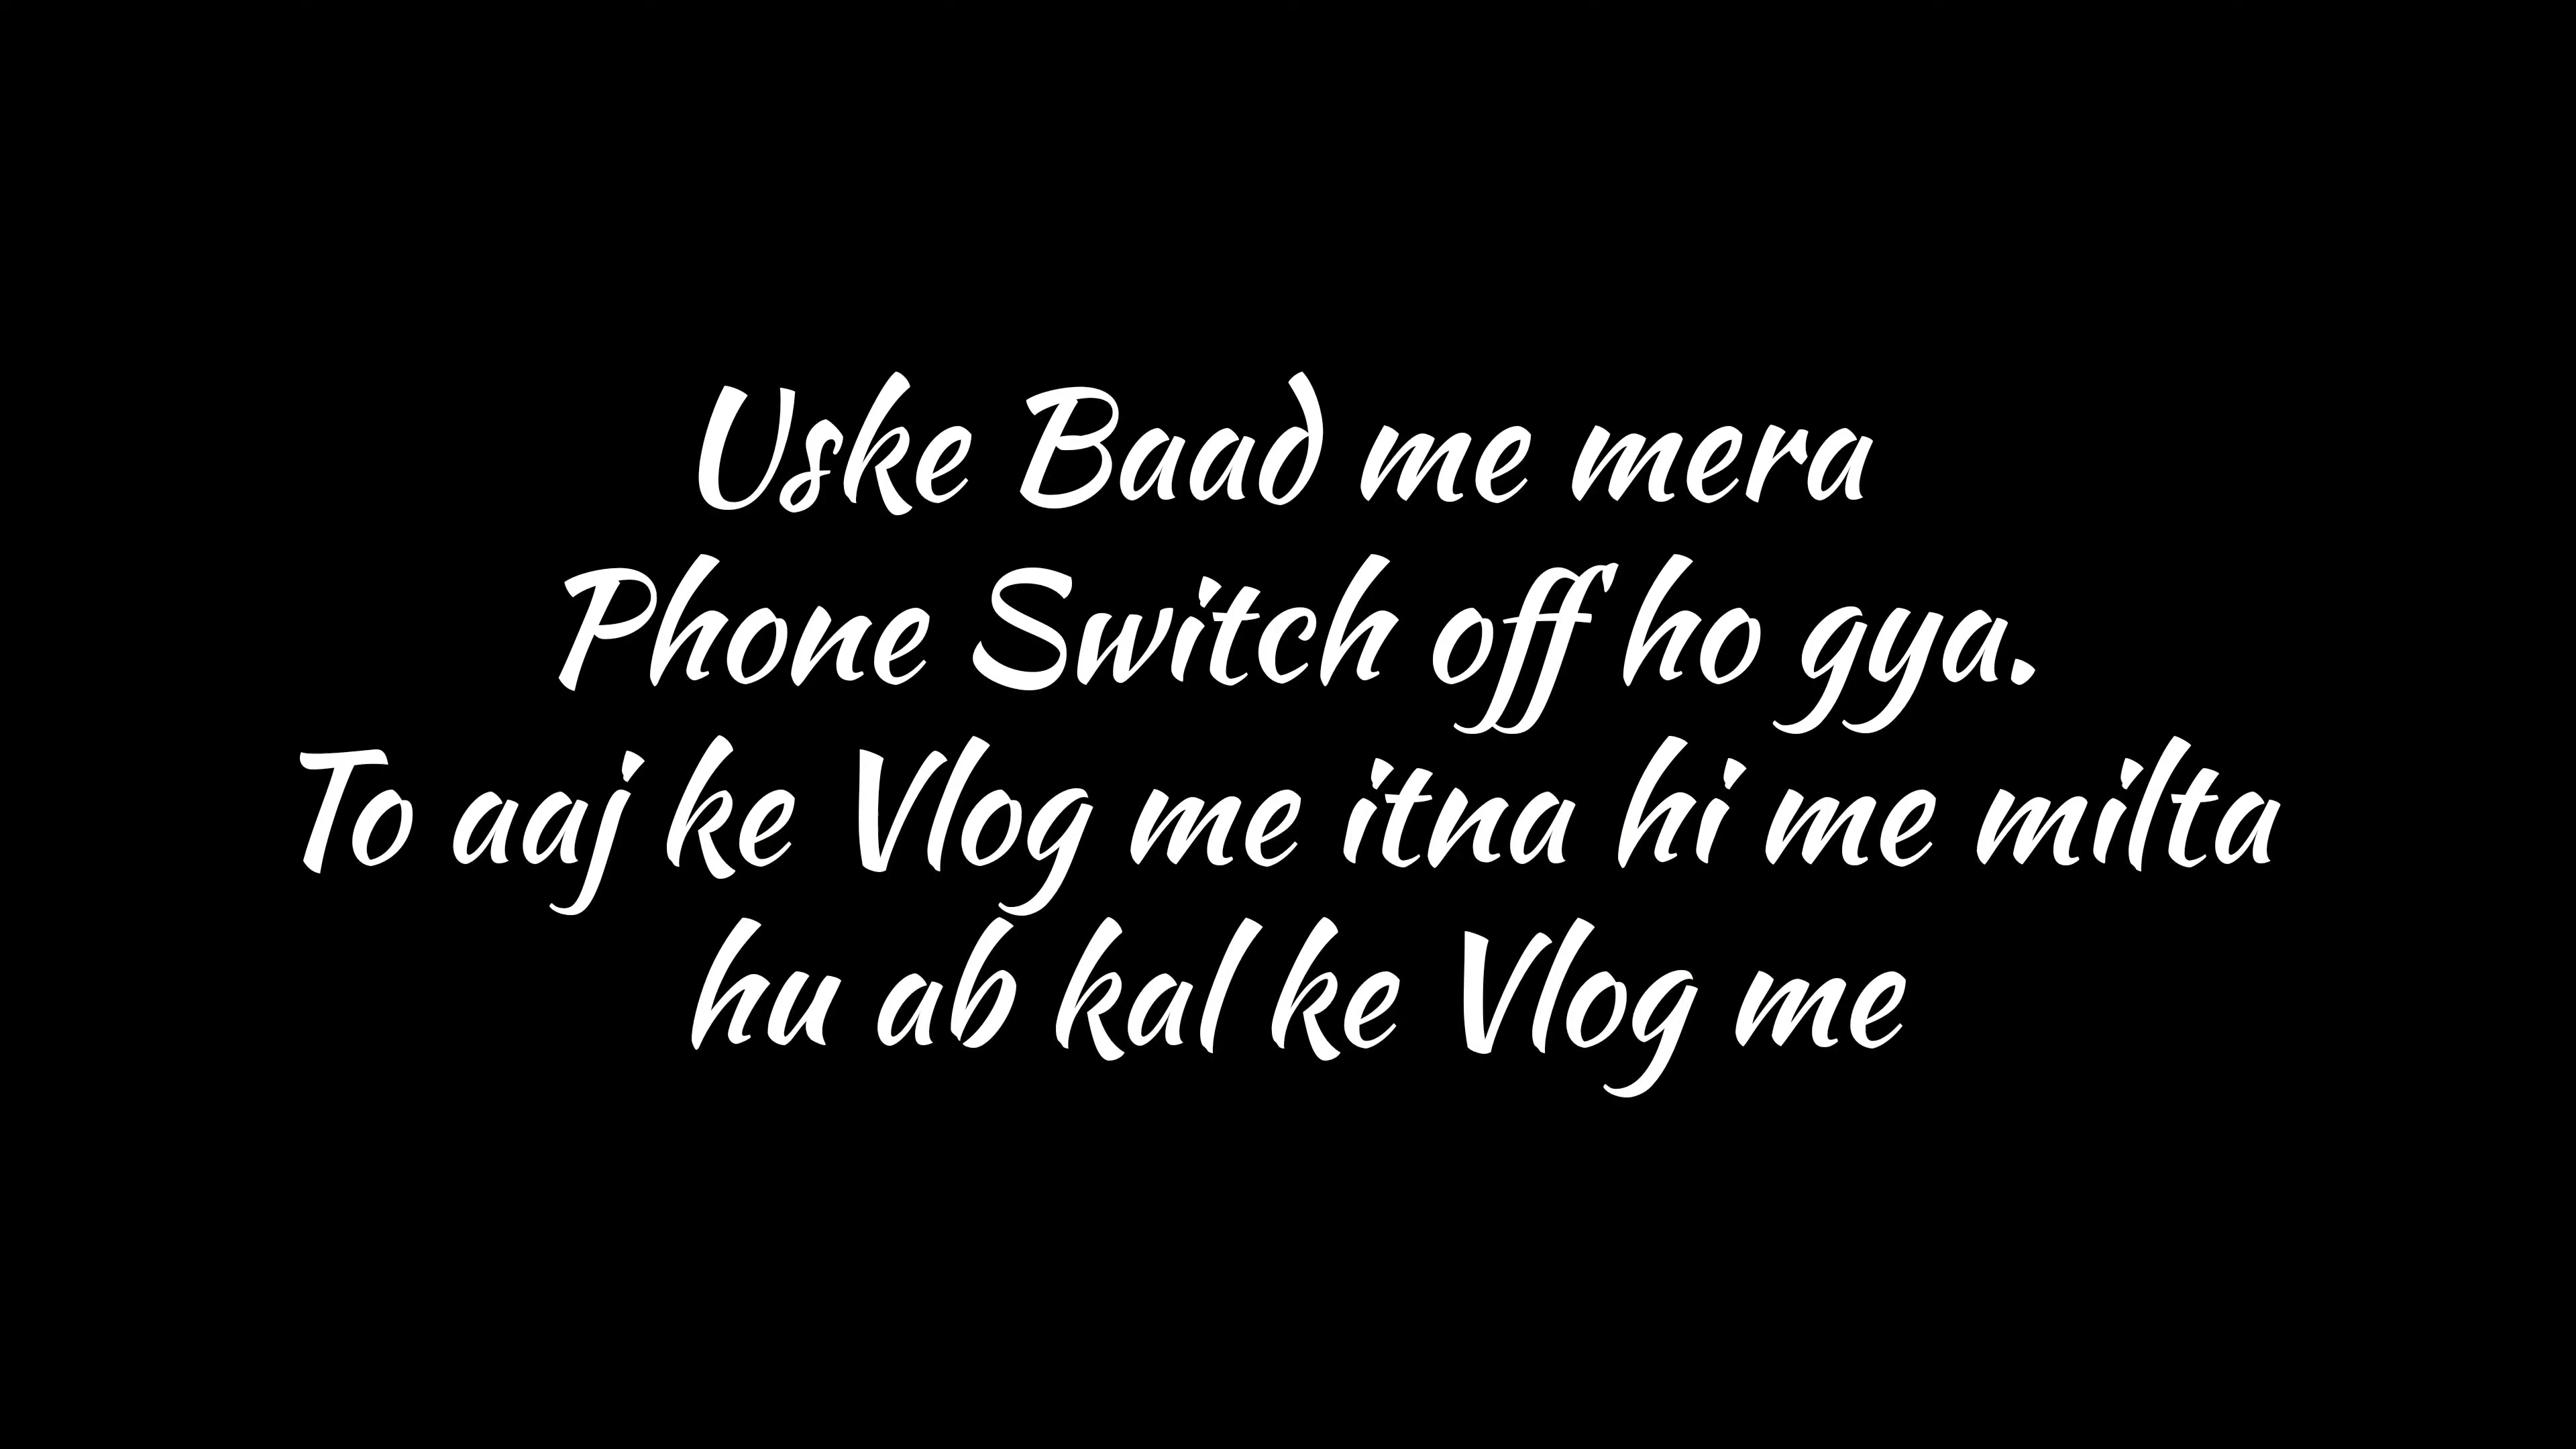 Uske Baad me mera
Phone Switch off ho gya.
To aaj ke Vlog me itna hi me milta
hu ab kal ke Vlog me